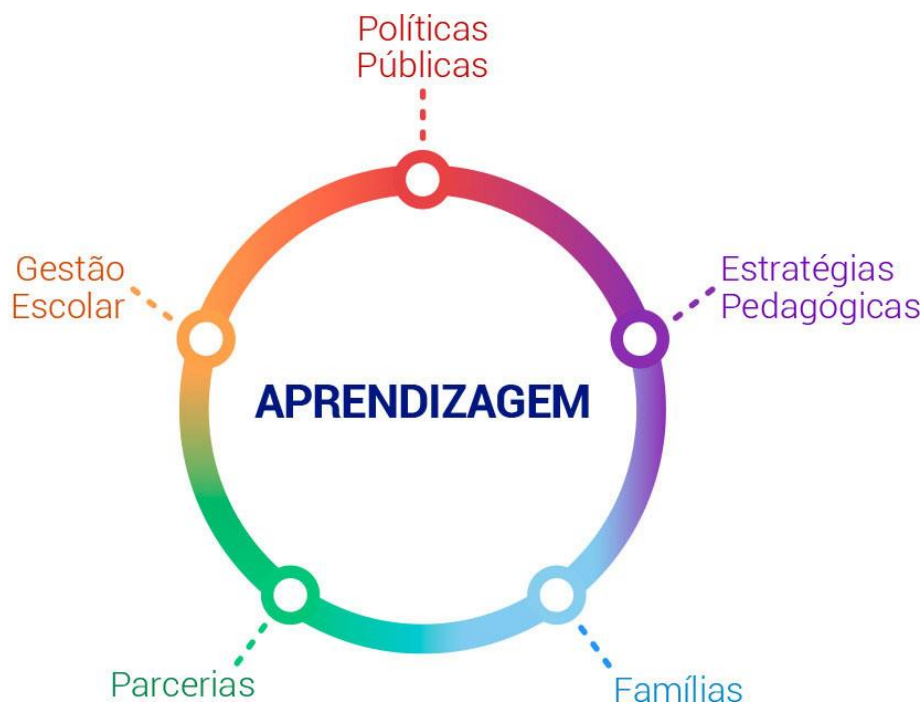 Políticas
Públicas
Gestão
Escolar
Estratégias
Pedagógicas
APRENDIZAGEM
Parcerias
Famílias